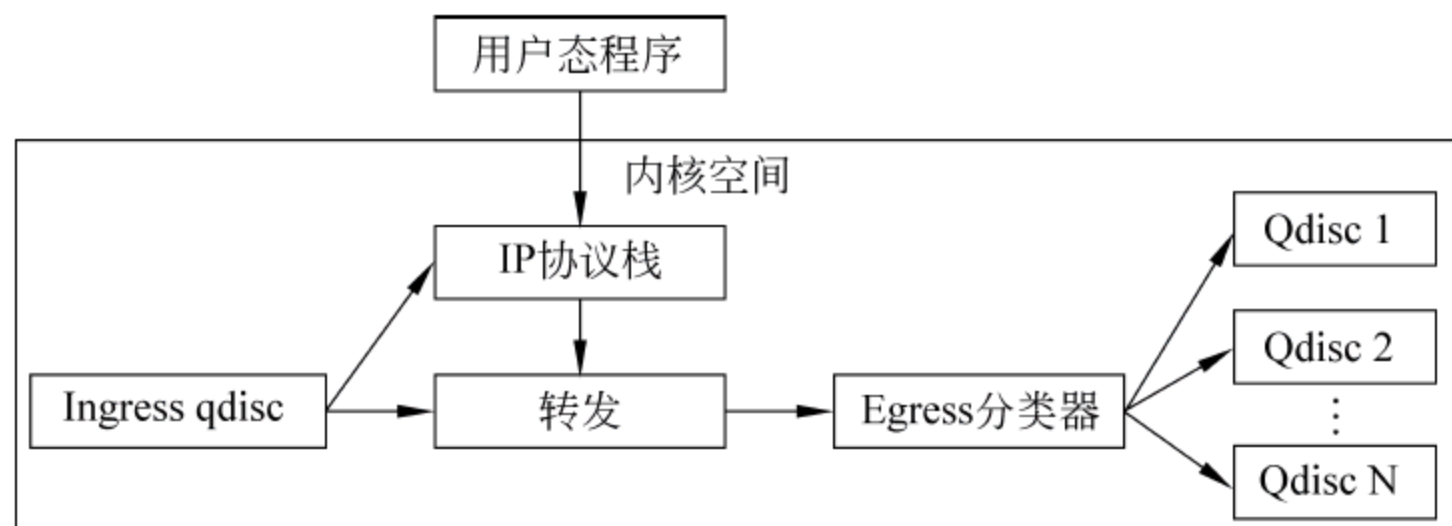 用户态程序
内核空间
IP协议栈
Qdisc 1
Qdisc 2
Ingress qdisc
转发
Egress分类器
⋮
Qdisc N